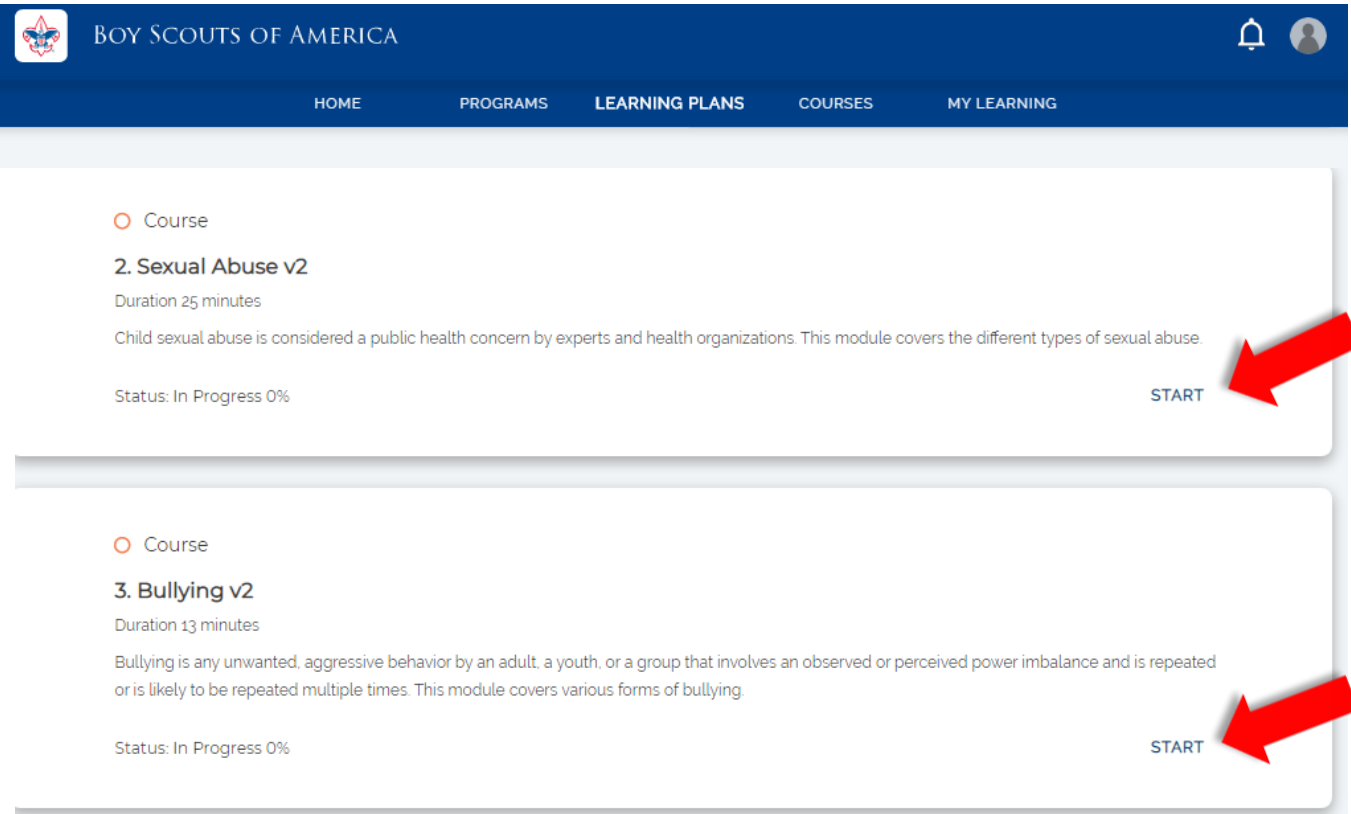 BOY SCOUTS OF AMERICA
HOME PROGRAMS LEARNING PLANS COURSES MY LEARNING
Course
2. Sexual Abuse v2
Duration 25 minutes
Child sexual abuse is considered a public health concern by experts and health organizations. This module covers the different types of sexual abuse.
Status: In Progress 0% START
Course
3. Bullying v2
Duration 13 minutes
Bullying is any unwanted, aggressive behavior by an adult, a youth, or a group that involves an observed or perceived power imbalance and is repeated
or is likely to be repeated multiple times. This module covers various forms of bullying.
Status: In Progress 0% START